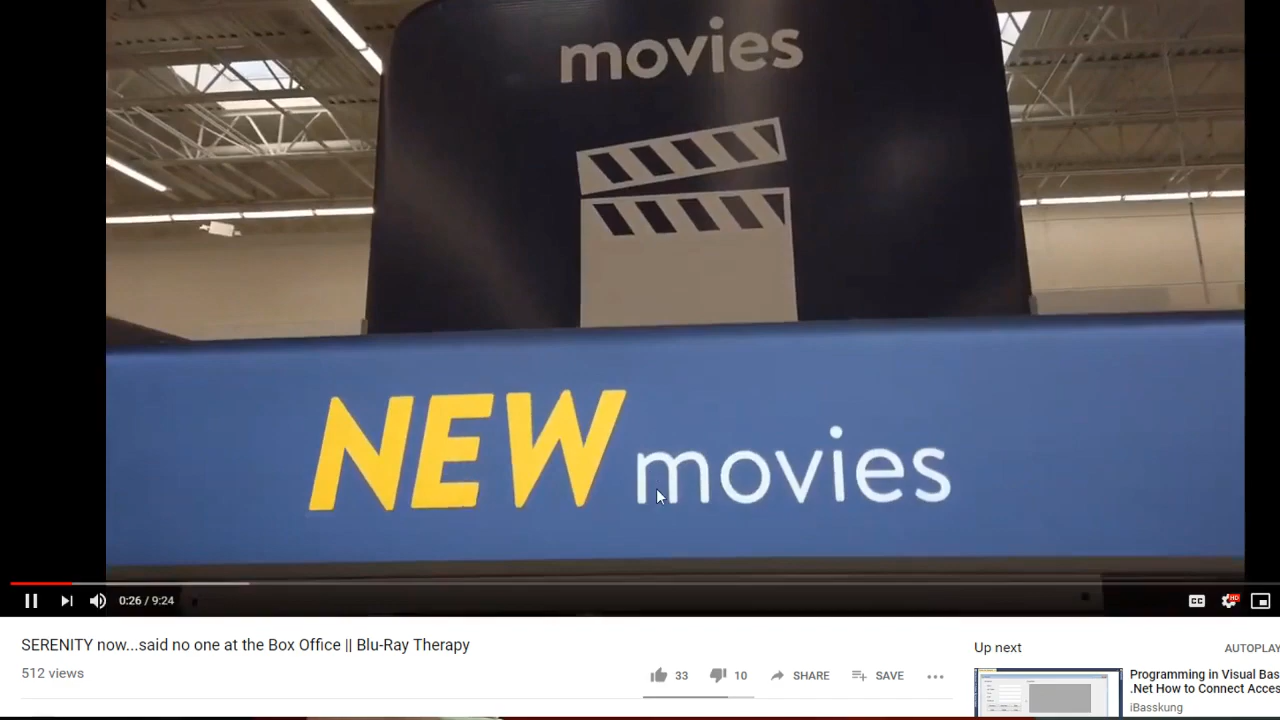 movies
NEW movies
0:26 / 9:24
CC
HD
SERENITY now...said no one at the Box Office || Blu-Ray Therapy
512 views
33
10
SHARE
SAVE
Up next
AUTOPLAY
Programming in Visual Bas
.Net How to Connect Acces
iBasskung